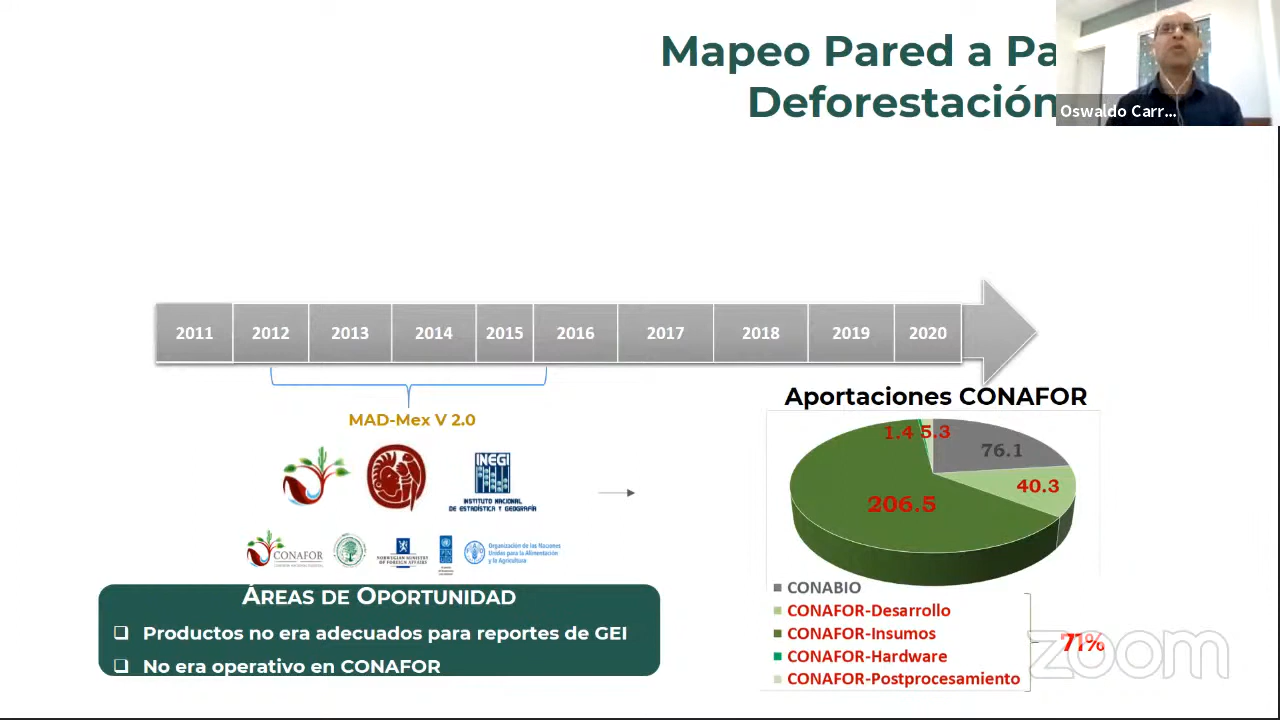 Mapeo Pared a Pa
Deforestación
Oswaldo Carr...
2011 2012 2013 2014 2015 2016 2017 2018 2019 2020
MAD-Mex V 2.0
INEGI
INSTITUTO NACIONAL
DE ESTADÍSTICA Y GEOGRAFÍA
CONAFOR
NORWEGIAN MINISTRY
OF FOREIGN AFFAIRS
Organización de las Naciones
Unidas para la Alimentación
y la Agricultura
ÁREAS DE OPORTUNIDAD
❑ Productos no era adecuados para reportes de GEI
❑ No era operativo en CONAFOR
Aportaciones CONAFOR
1.4 5.3
76.1
40.3
206.5
CONABIO
CONAFOR-Desarrollo
CONAFOR-Insumos
CONAFOR-Hardware
CONAFOR-Postprocesamiento
71%
zoom